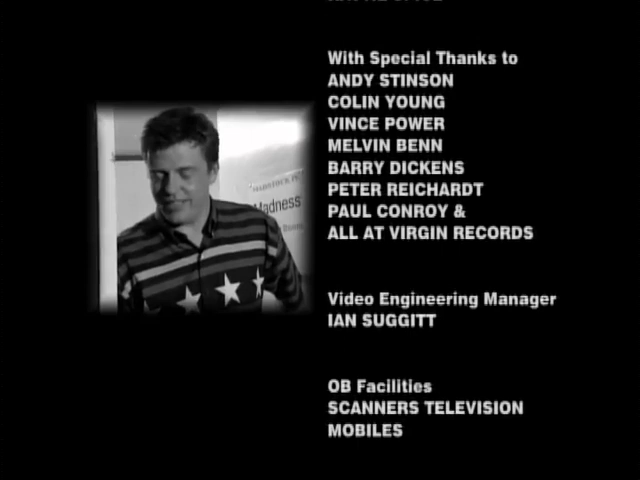 With Special Thanks to
ANDY STINSON
COLIN YOUNG
VINCE POWER
MELVIN BENN
BARRY DICKENS
PETER REICHARDT
PAUL CONROY &
ALL AT VIRGIN RECORDS
Madness
Video Engineering Manager
IAN SUGGITT
OB Facilities
SCANNERS TELEVISION
MOBILES